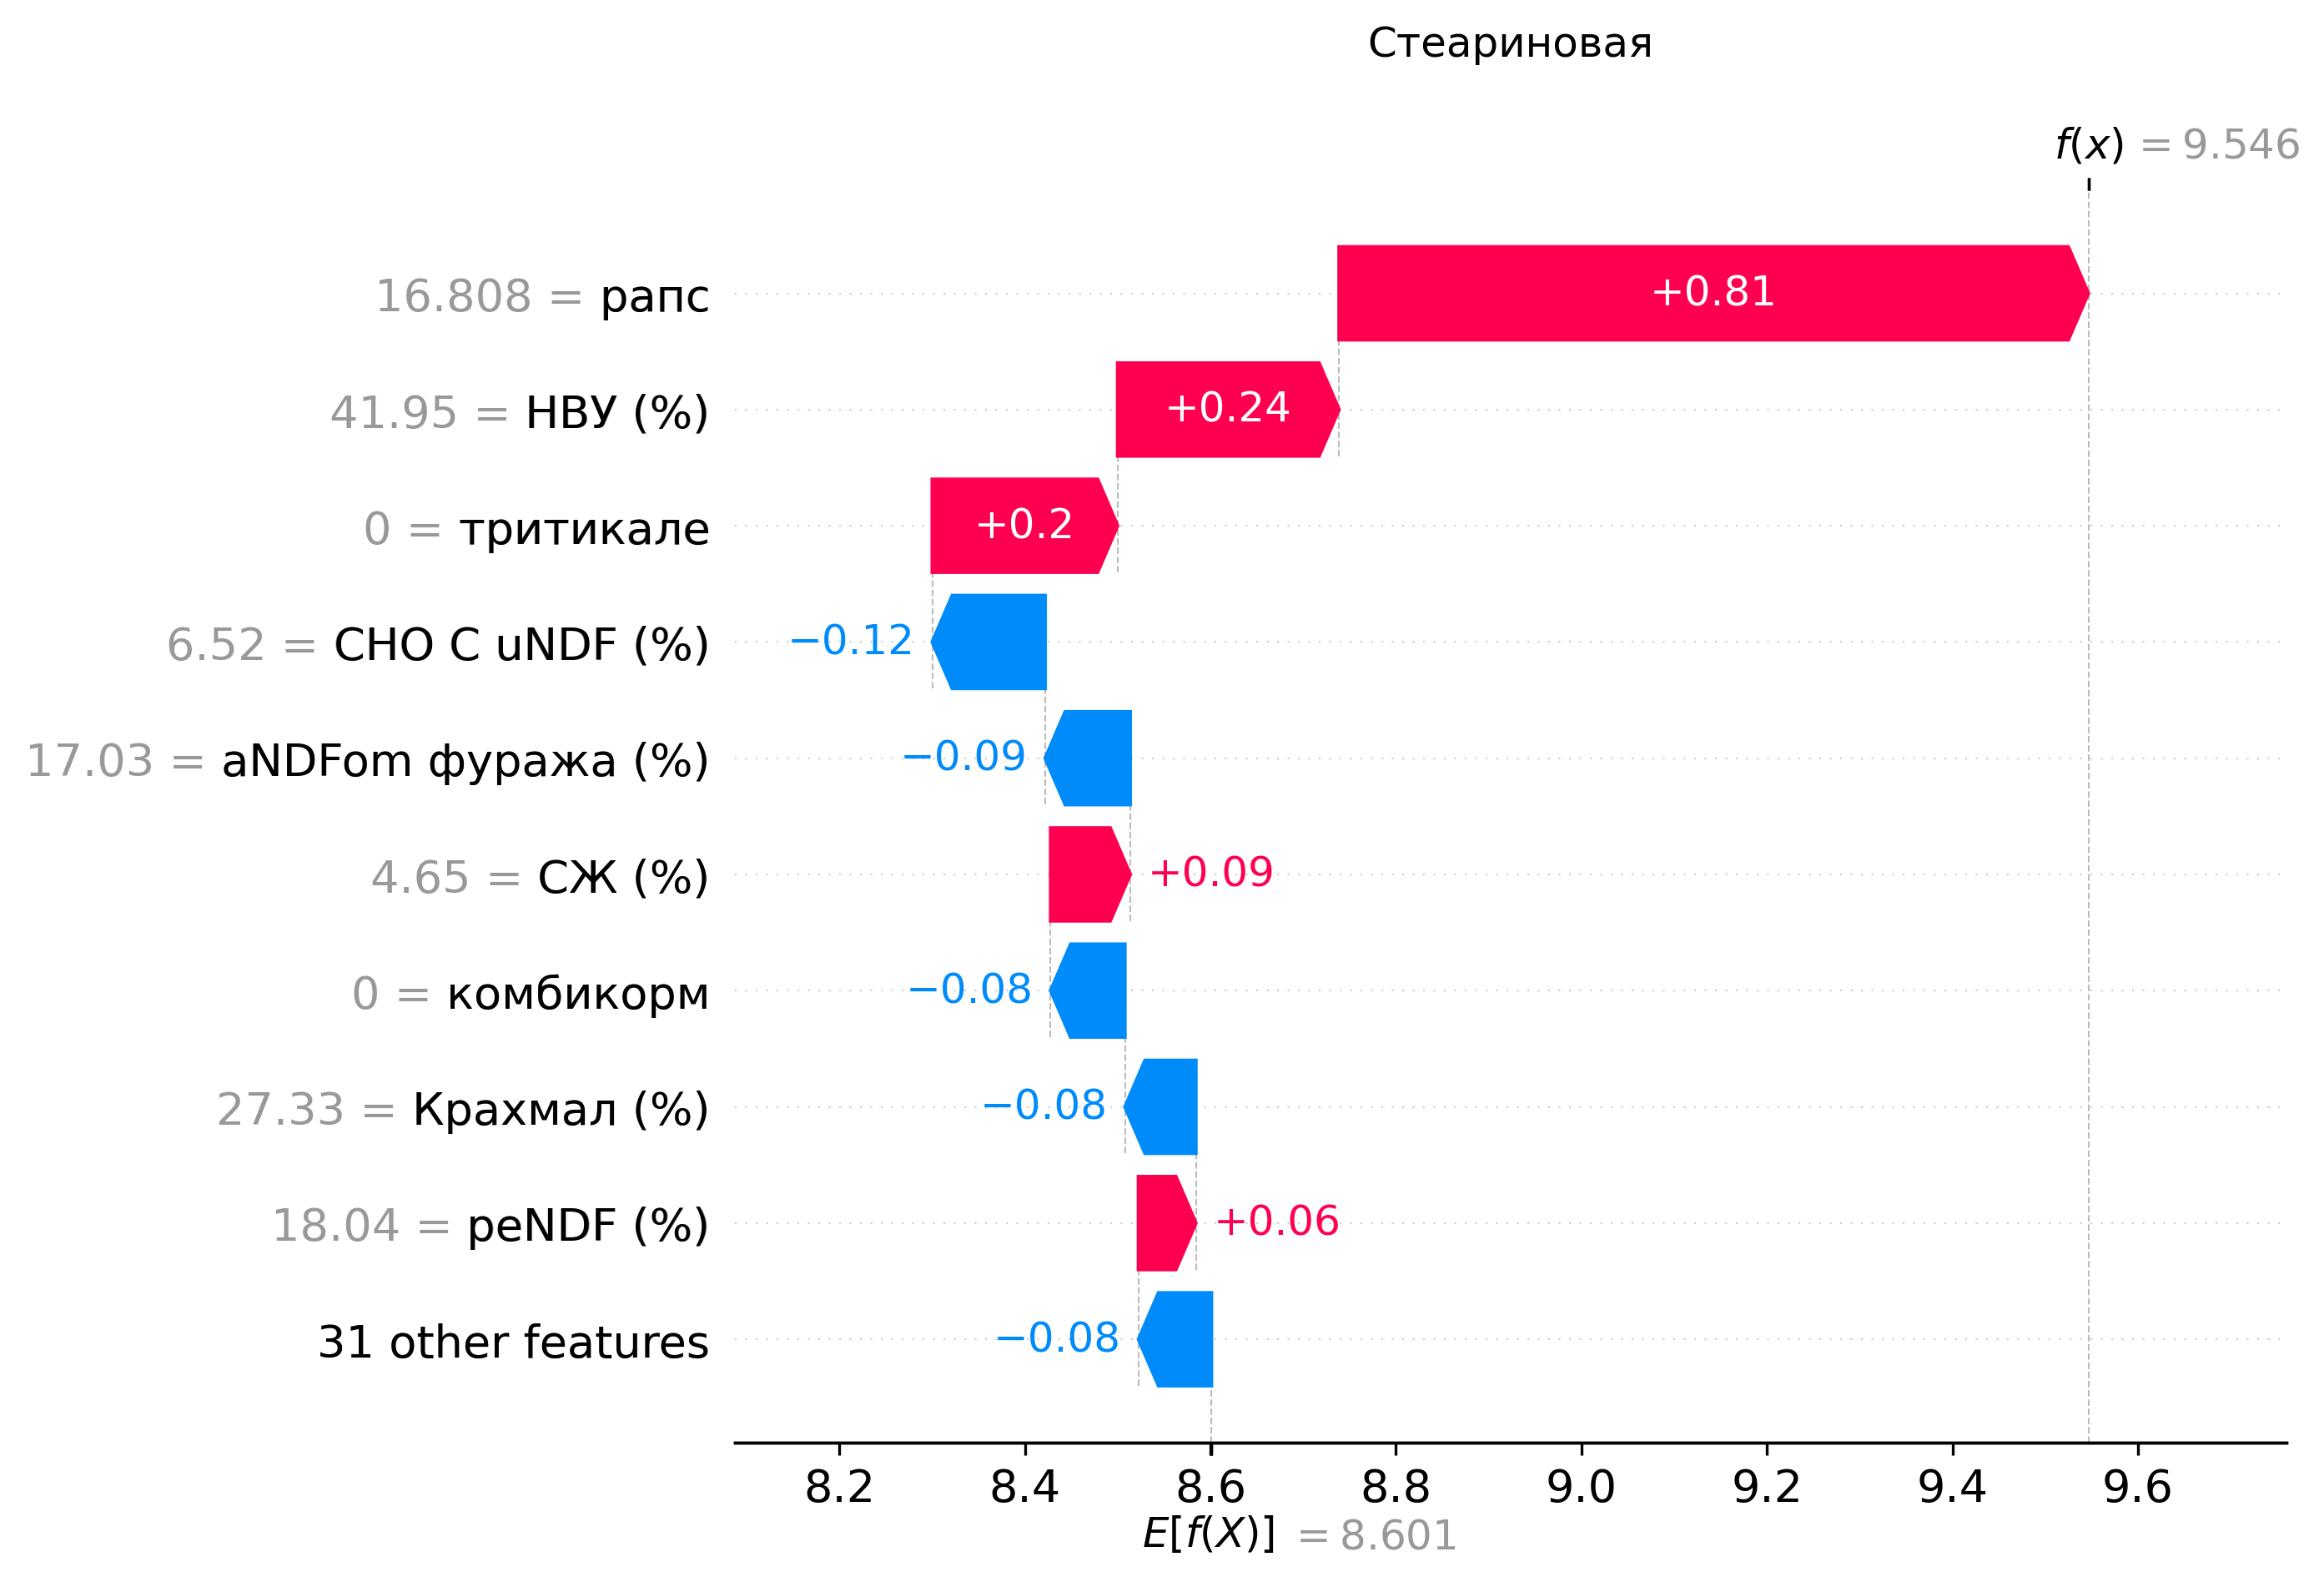 Стеариновая
f(x) = 9.546
16.808 = рапс
+0.81
41.95 = НВУ (%)
+0.24
0 = тритикале
+0.2
6.52 = CHO C uNDF (%)
−0.12
17.03 = aNDFom фуража (%)
−0.09
4.65 = СЖ (%)
+0.09
0 = комбикорм
−0.08
27.33 = Крахмал (%)
−0.08
18.04 = peNDF (%)
+0.06
31 other features
−0.08
8.2 8.4 8.6 8.8 9.0 9.2 9.4 9.6
E[f(X)] = 8.601